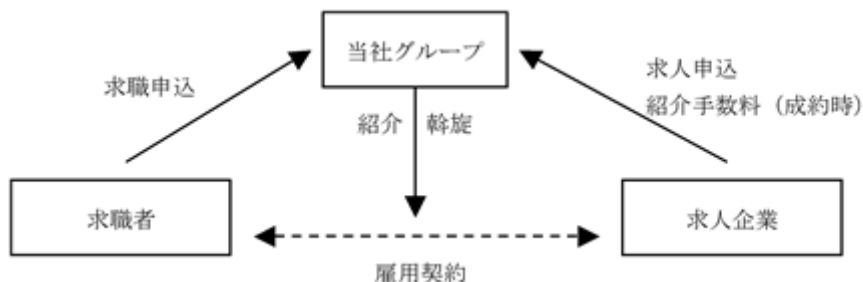 当社グループ
求職申込
求人申込
紹介手数料（成約時）
紹介 斡旋
求職者
求人企業
雇用契約